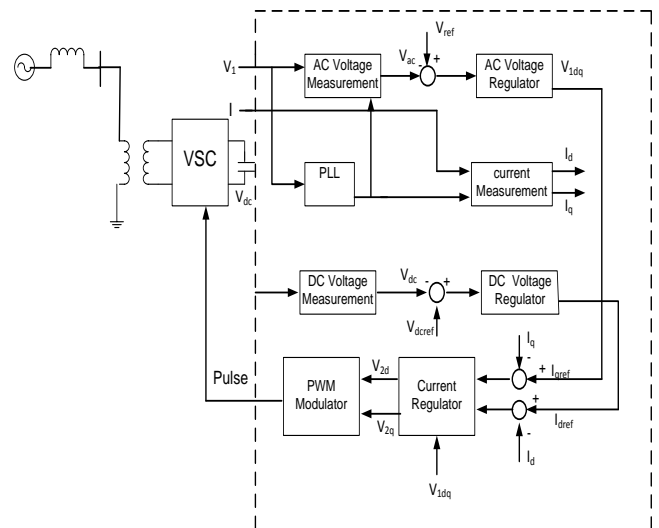 V₁
AC Voltage
Measurement
Vac
-
Vref
+
AC Voltage
Regulator
V1dq
I
VSC
Vdc
PLL
current
Measurement
Id
Iq
DC Voltage
Measurement
Vdc
-
+
Vdcref
DC Voltage
Regulator
Pulse
PWM
Modulator
V2d
V2q
Current
Regulator
V1dq
Iq
-
+
Iqref
+
Idref
-
Id